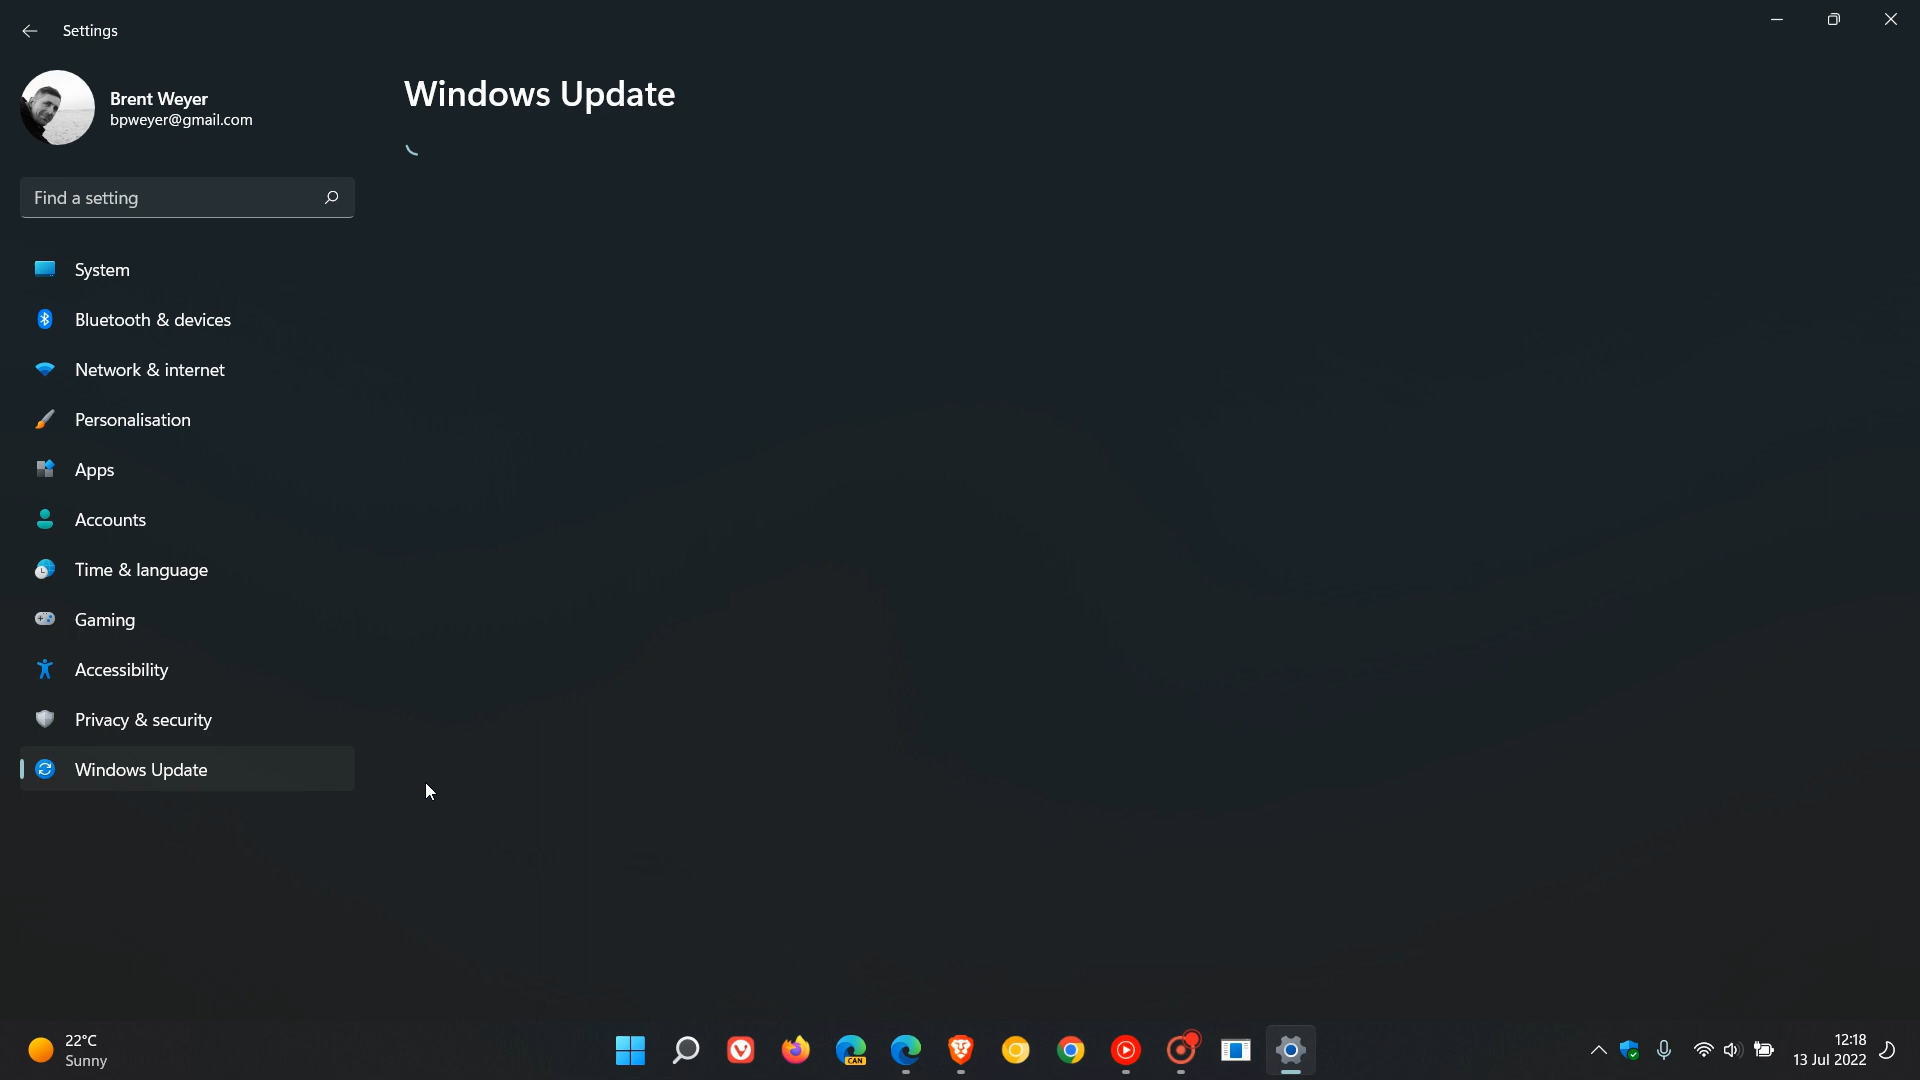 Settings
Brent Weyer
bpweyer@gmail.com
Windows Update
Find a setting
System
Bluetooth & devices
Network & internet
Personalisation
Apps
Accounts
Time & language
Gaming
Accessibility
Privacy & security
Windows Update
22°C
Sunny
CAN
12:18
13 Jul 2022